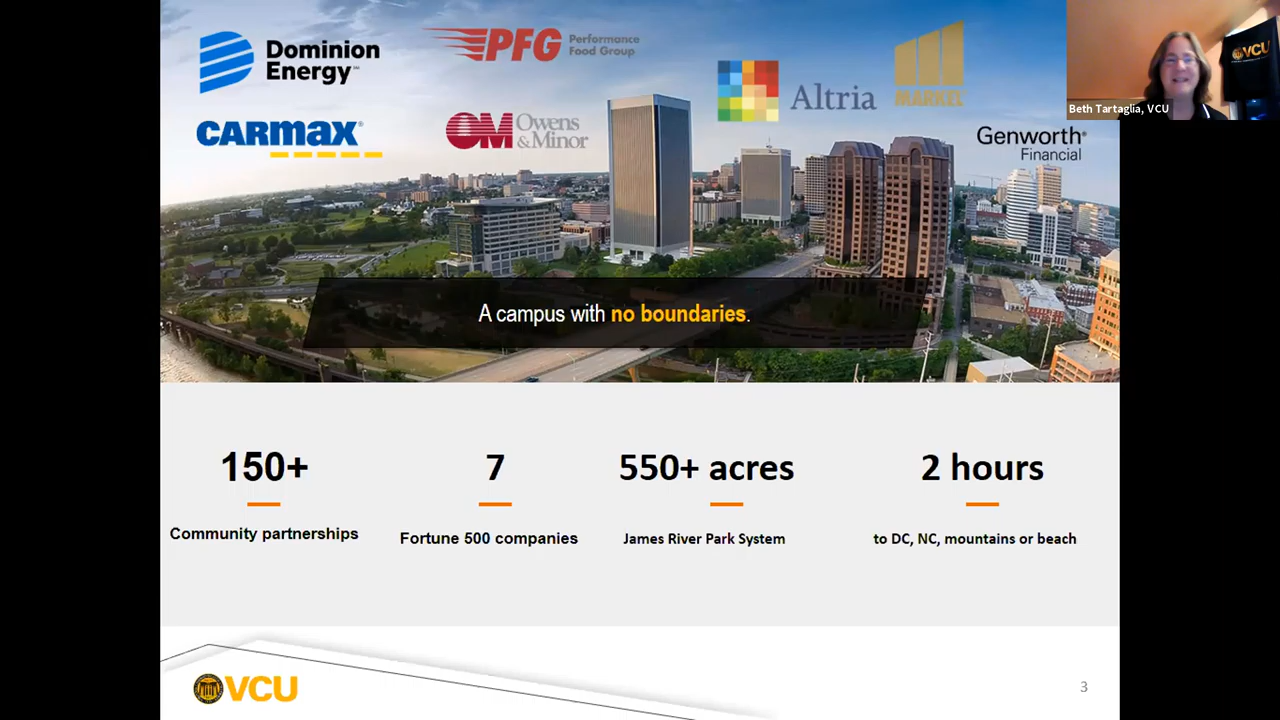 Dominion
Energy℠
PFG Performance
Food Group
Altria
MARKEL
CARMAX®
OM Owens
& Minor
Genworth®
Financial
VCU
Beth Tartaglia, VCU
A campus with no boundaries.
150+
Community partnerships
7
Fortune 500 companies
550+ acres
James River Park System
2 hours
to DC, NC, mountains or beach
VCU
3